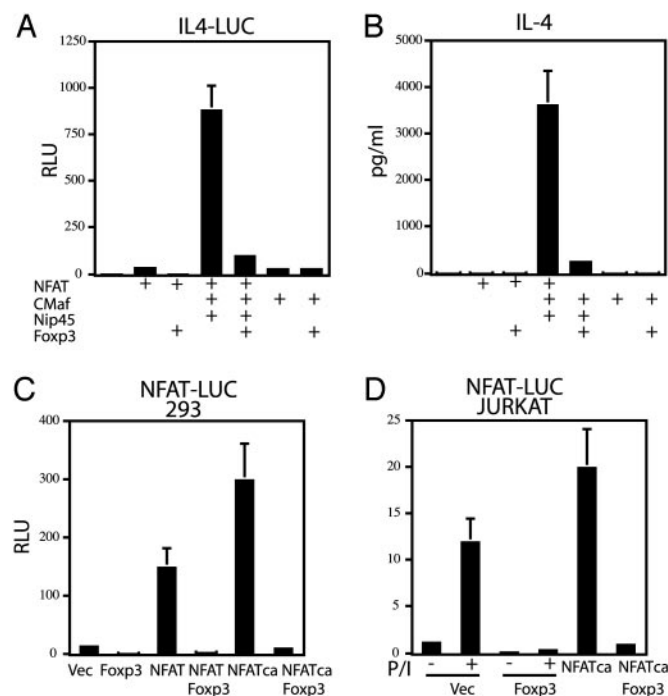 A
IL4-LUC
RLU
1250
1000
750
500
250
0
NFAT + + + +
CMaf + + + +
Nip45 + +
Foxp3 + + +
B
IL-4
pg/ml
5000
4000
3000
2000
1000
0
+ + + +
+ + + +
+ +
+ + +
C
NFAT-LUC
293
RLU
400
300
200
100
0
Vec Foxp3 NFAT NFAT NFATca NFATca
Foxp3 Foxp3
D
NFAT-LUC
JURKAT
25
20
15
10
5
0
P/I - + - + NFATca NFATca
Vec Foxp3 Foxp3